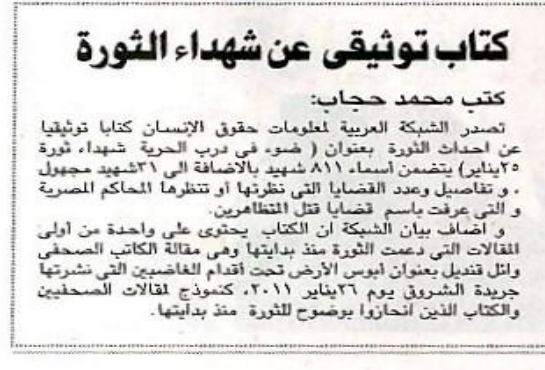 كتاب توثيقى عن شهداء الثورة
كتب محمد حجاب:
تصدر الشبكة العربية لمعلومات حقوق الإنسان كتابا توثيقيا
عن احداث الثورة بعنوان ( ضوء فى درب الحرية شهداء ثورة
٢٥يناير) يتضمن أسماء ٨١١ شهيد بالاضافة الى ٣١شهيد مجهول
، و تفاصيل وعدد القضايا التى نظرتها أو تنظرها المحاكم المصرية
و التى عرفت باسم قضايا قتل المتظاهرين.
و اضاف بيان الشبكة ان الكتاب يحتوى على واحدة من أولى
المقالات التى دعمت الثورة منذ بدايتها وهى مقالة الكاتب الصحفى
وائل قنديل بعنوان أبوس الأرض تحت أقدام الغاضبين التى نشرتها
جريدة الشروق يوم ٢٦يناير ٢٠١١، كنموذج لمقالات الصحفيين
والكتاب الذين انحازوا بوضوح للثورة منذ بدايتها.